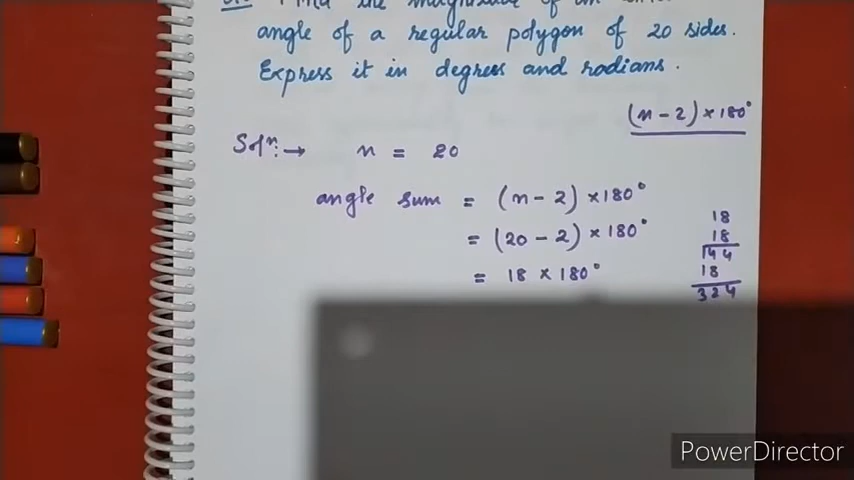 angle of a regular polygon of 20 sides.
Express it in degrees and radians.
(n-2) × 180°
Solⁿ: → n = 20
angle sum = (n-2) × 180°
= (20-2) × 180°
= 18 × 180°
18
18
144
18
324
PowerDirector